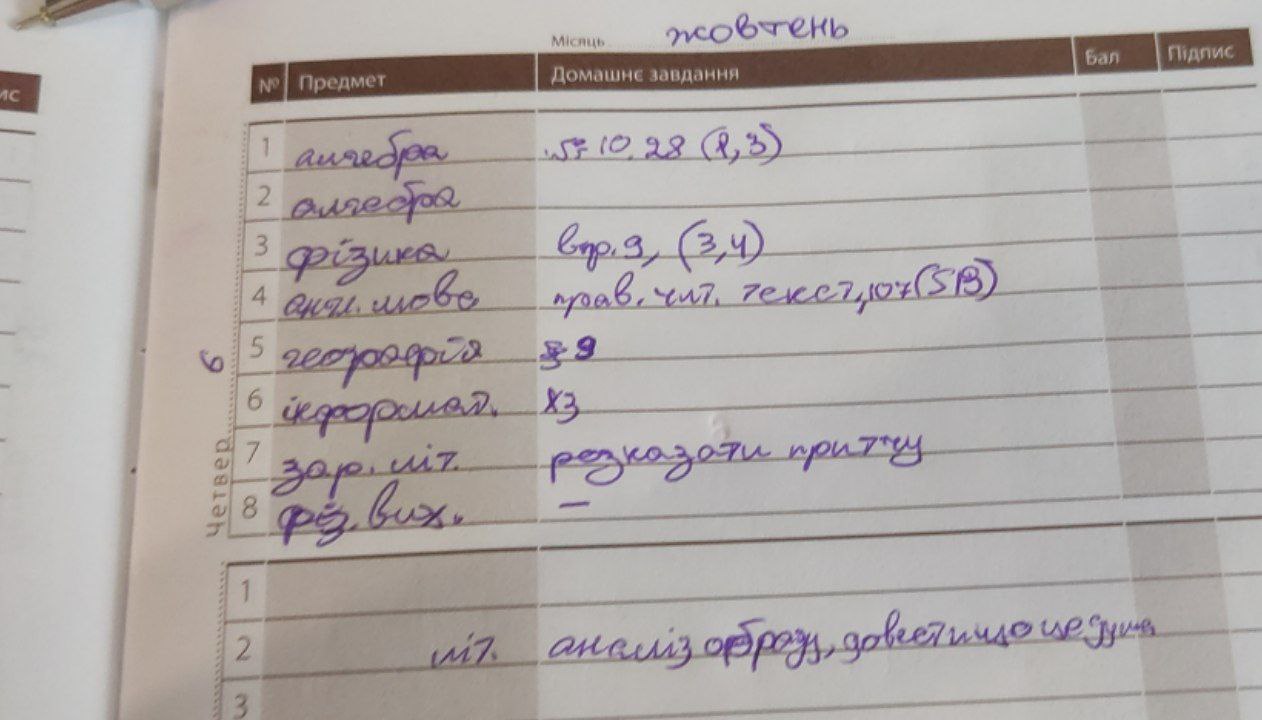 ис
Місяць жовтень
№ Предмет Домашнє завдання Бал Підпис
1 алгебра № 10.28 (1,3)
2 алгебра
3 фізика впр. 9, (3,4)
4 англ. мова прав. чит. текст, 107 (5B)
6 5 географія § 9
6 інформат. хз
7 зар. літ. розказати притчу
Четвер 8 фіз. вих. —
1
2 літ. аналіз образу, довести що це душа
3